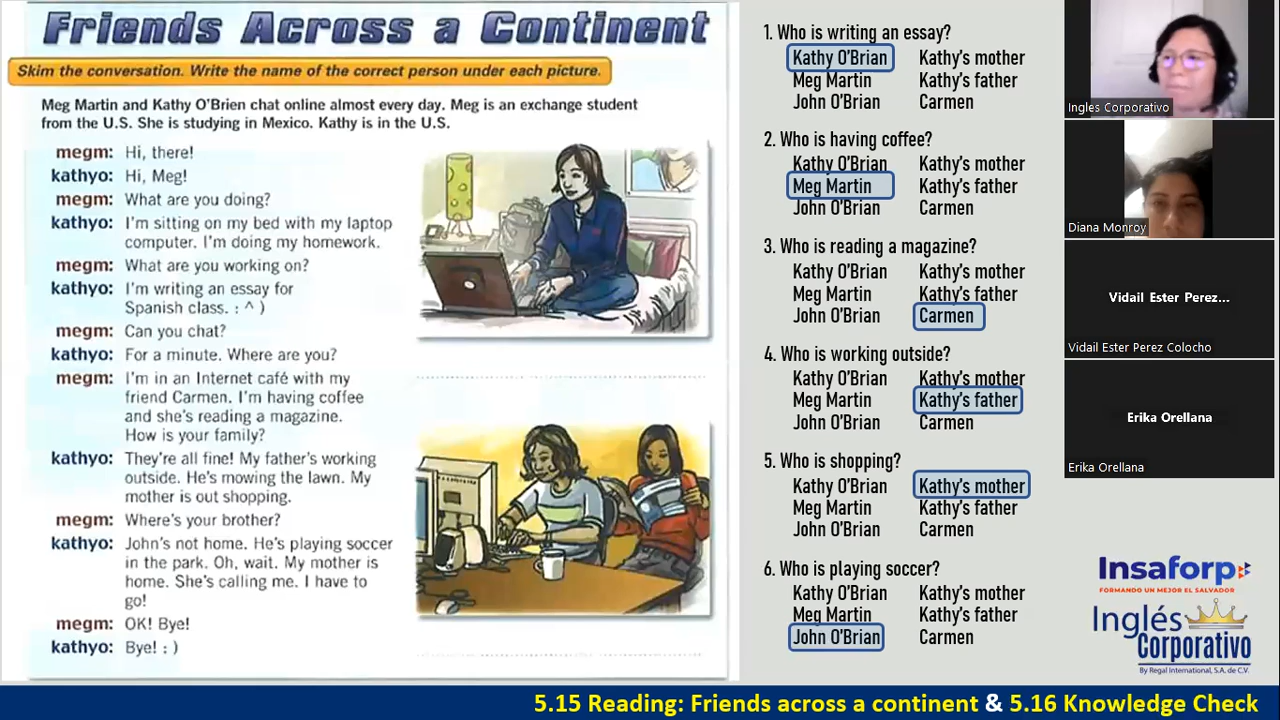 Friends Across a Continent
Skim the conversation. Write the name of the correct person under each picture.
Meg Martin and Kathy O'Brien chat online almost every day. Meg is an exchange student
from the U.S. She is studying in Mexico. Kathy is in the U.S.
megm: Hi, there!
kathyo: Hi, Meg!
megm: What are you doing?
kathyo: I'm sitting on my bed with my laptop
computer. I'm doing my homework.
megm: What are you working on?
kathyo: I'm writing an essay for
Spanish class. : ^ )
megm: Can you chat?
kathyo: For a minute. Where are you?
megm: I'm in an Internet café with my
friend Carmen. I'm having coffee
and she's reading a magazine.
How is your family?
kathyo: They're all fine! My father's working
outside. He's mowing the lawn. My
mother is out shopping.
megm: Where's your brother?
kathyo: John's not home. He's playing soccer
in the park. Oh, wait. My mother is
home. She's calling me. I have to
go!
megm: OK! Bye!
kathyo: Bye! : )
1. Who is writing an essay?
Kathy O'Brian Kathy's mother
Meg Martin Kathy's father
John O'Brian Carmen
2. Who is having coffee?
Kathy O'Brian Kathy's mother
Meg Martin Kathy's father
John O'Brian Carmen
3. Who is reading a magazine?
Kathy O'Brian Kathy's mother
Meg Martin Kathy's father
John O'Brian Carmen
4. Who is working outside?
Kathy O'Brian Kathy's mother
Meg Martin Kathy's father
John O'Brian Carmen
5. Who is shopping?
Kathy O'Brian Kathy's mother
Meg Martin Kathy's father
John O'Brian Carmen
6. Who is playing soccer?
Kathy O'Brian Kathy's mother
Meg Martin Kathy's father
John O'Brian Carmen
Ingles Corporativo
Diana Monroy
Vidail Ester Perez...
Vidail Ester Perez Colocho
Erika Orellana
Erika Orellana
Insaforp
FORMANDO UN MEJOR EL SALVADOR
Inglés
Corporativo
By Regal International, S.A. de C.V.
5.15 Reading: Friends across a continent & 5.16 Knowledge Check